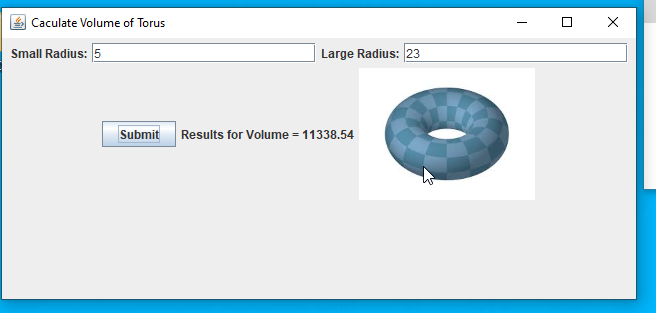 Caculate Volume of Torus
Small Radius: 5 Large Radius: 23
Submit Results for Volume = 11338.54